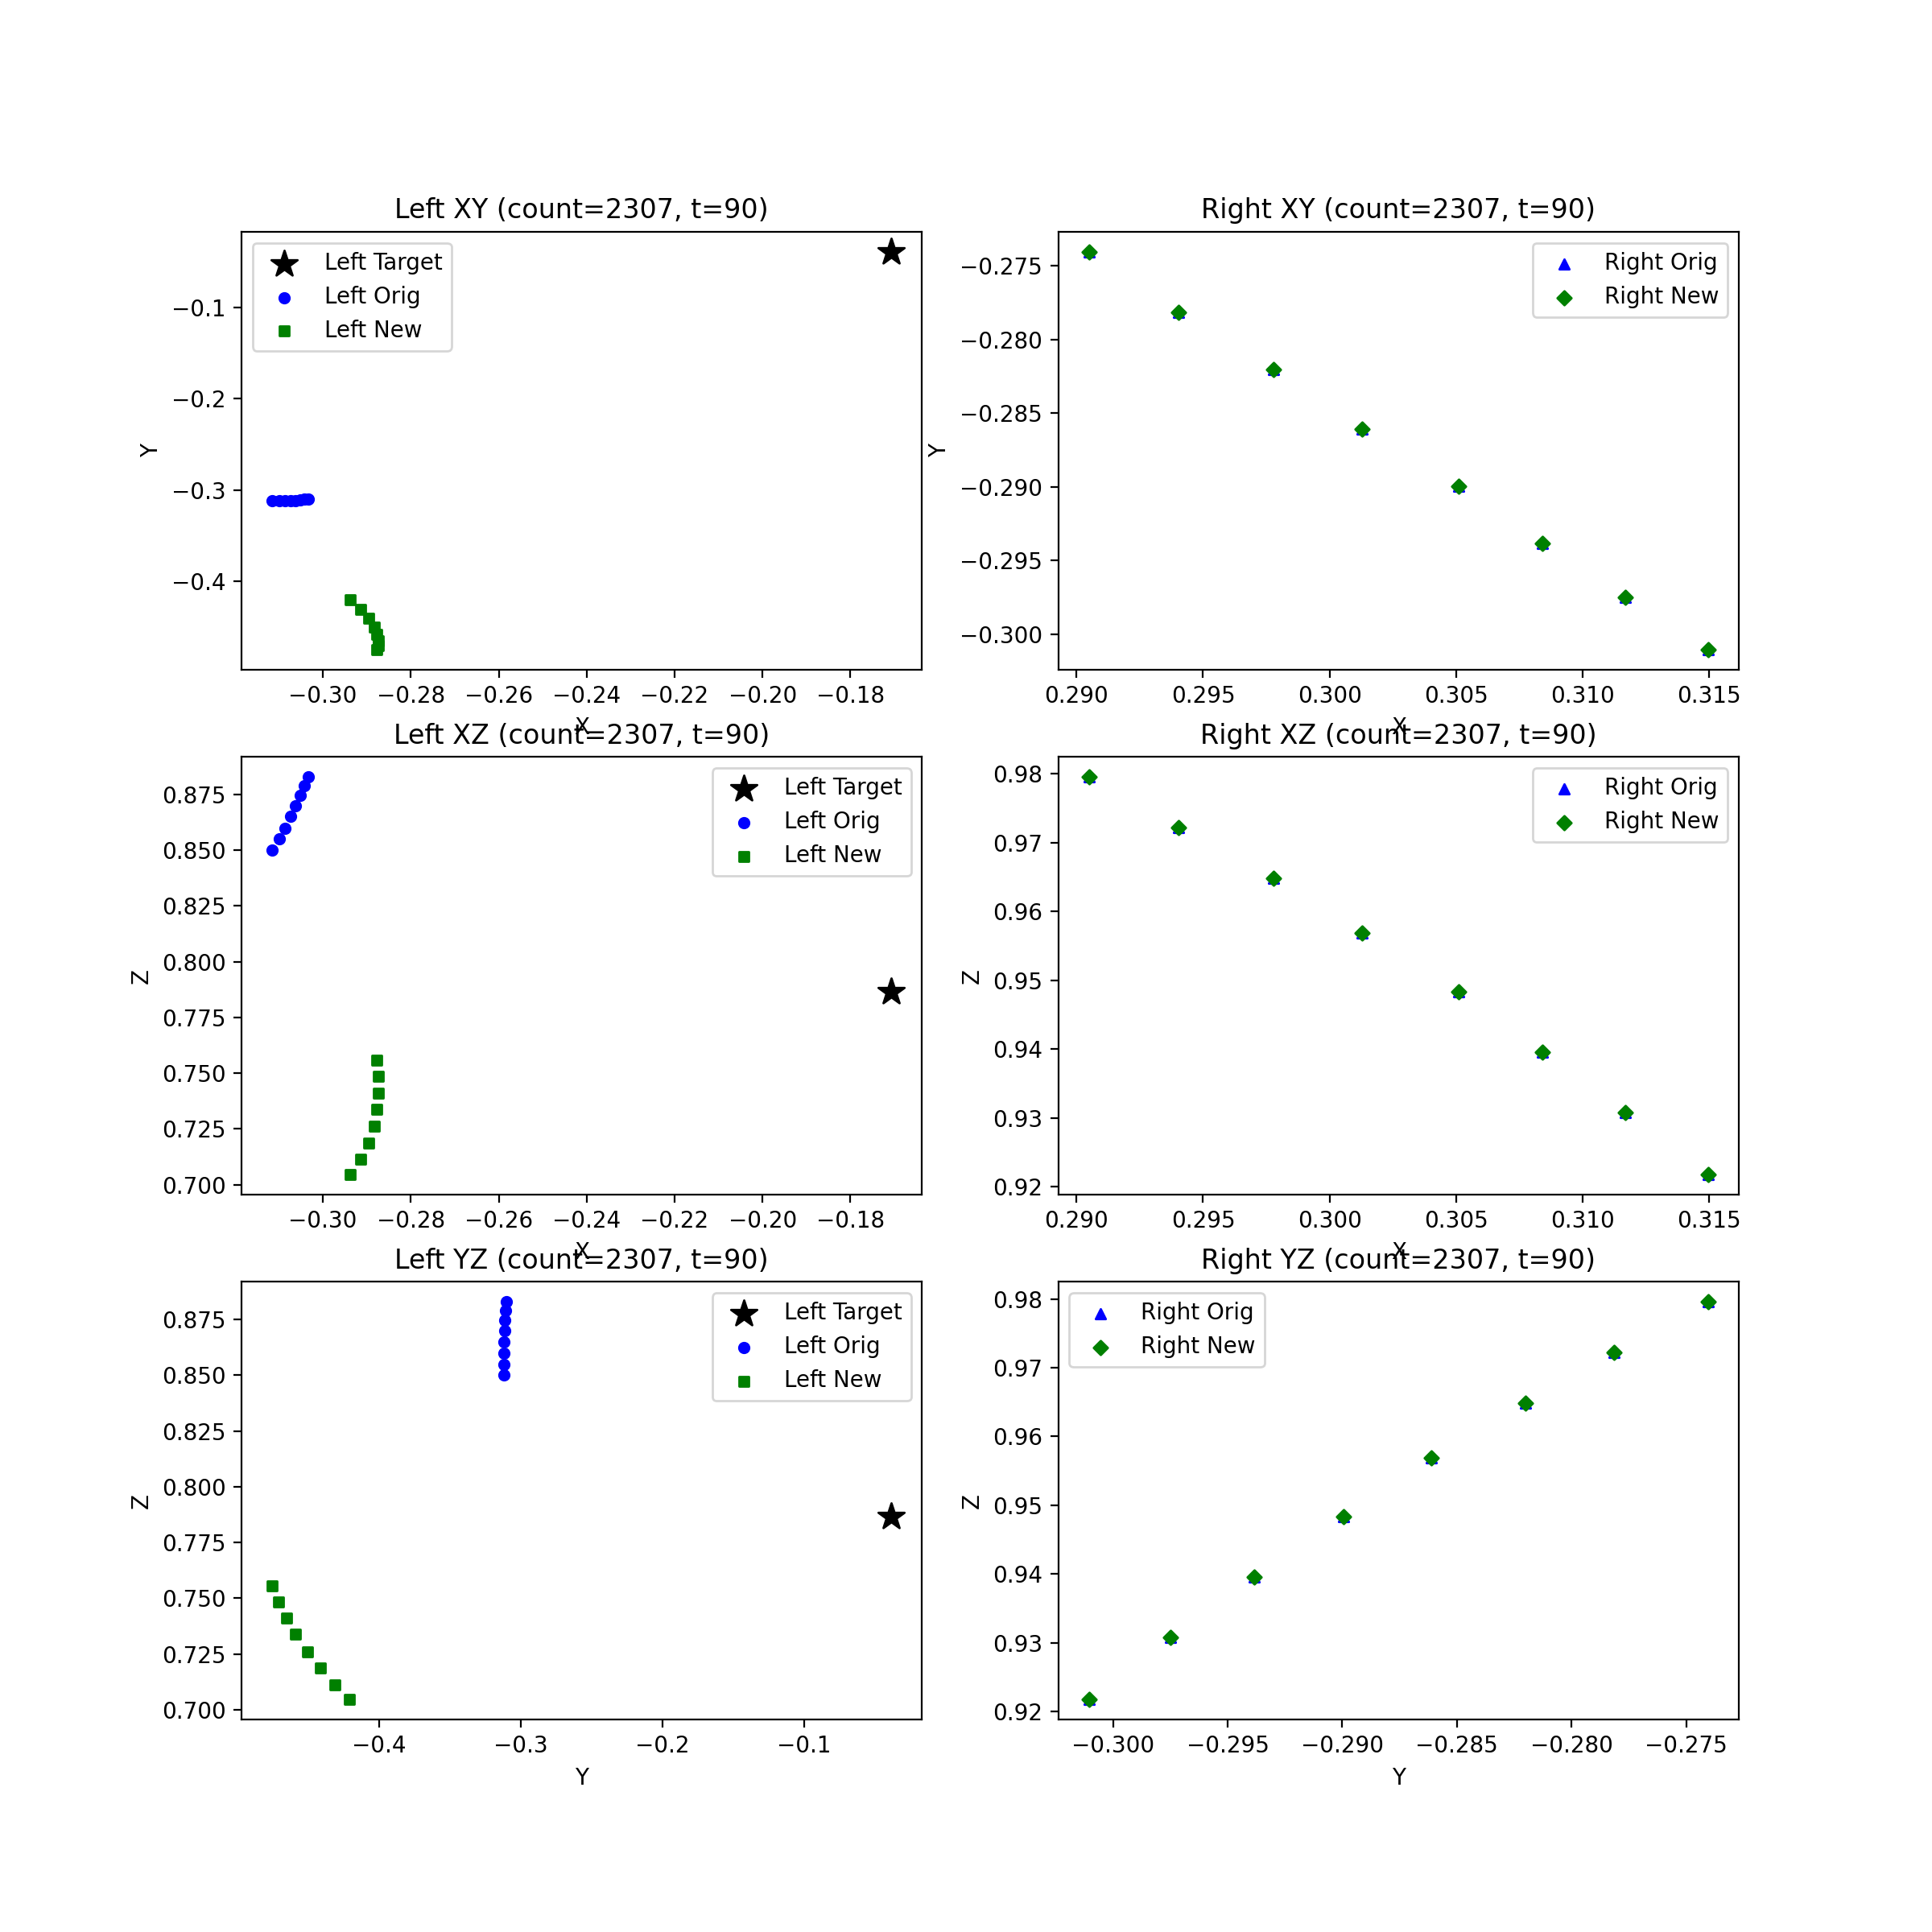 Left XY (count=2307, t=90)
Left Target
Left Orig
Left New
−0.1
−0.2
−0.3
−0.4
Y
−0.30 −0.28 −0.26 −0.24 −0.22 −0.20 −0.18
X
Right XY (count=2307, t=90)
Right Orig
Right New
−0.275
−0.280
−0.285
−0.290
−0.295
−0.300
Y
0.290 0.295 0.300 0.305 0.310 0.315
X
Left XZ (count=2307, t=90)
Left Target
Left Orig
Left New
0.875
0.850
0.825
0.800
0.775
0.750
0.725
0.700
Z
−0.30 −0.28 −0.26 −0.24 −0.22 −0.20 −0.18
X
Right XZ (count=2307, t=90)
Right Orig
Right New
0.98
0.97
0.96
0.95
0.94
0.93
0.92
Z
0.290 0.295 0.300 0.305 0.310 0.315
X
Left YZ (count=2307, t=90)
Left Target
Left Orig
Left New
0.875
0.850
0.825
0.800
0.775
0.750
0.725
0.700
Z
−0.4 −0.3 −0.2 −0.1
Y
Right YZ (count=2307, t=90)
Right Orig
Right New
0.98
0.97
0.96
0.95
0.94
0.93
0.92
Z
−0.300 −0.295 −0.290 −0.285 −0.280 −0.275
Y